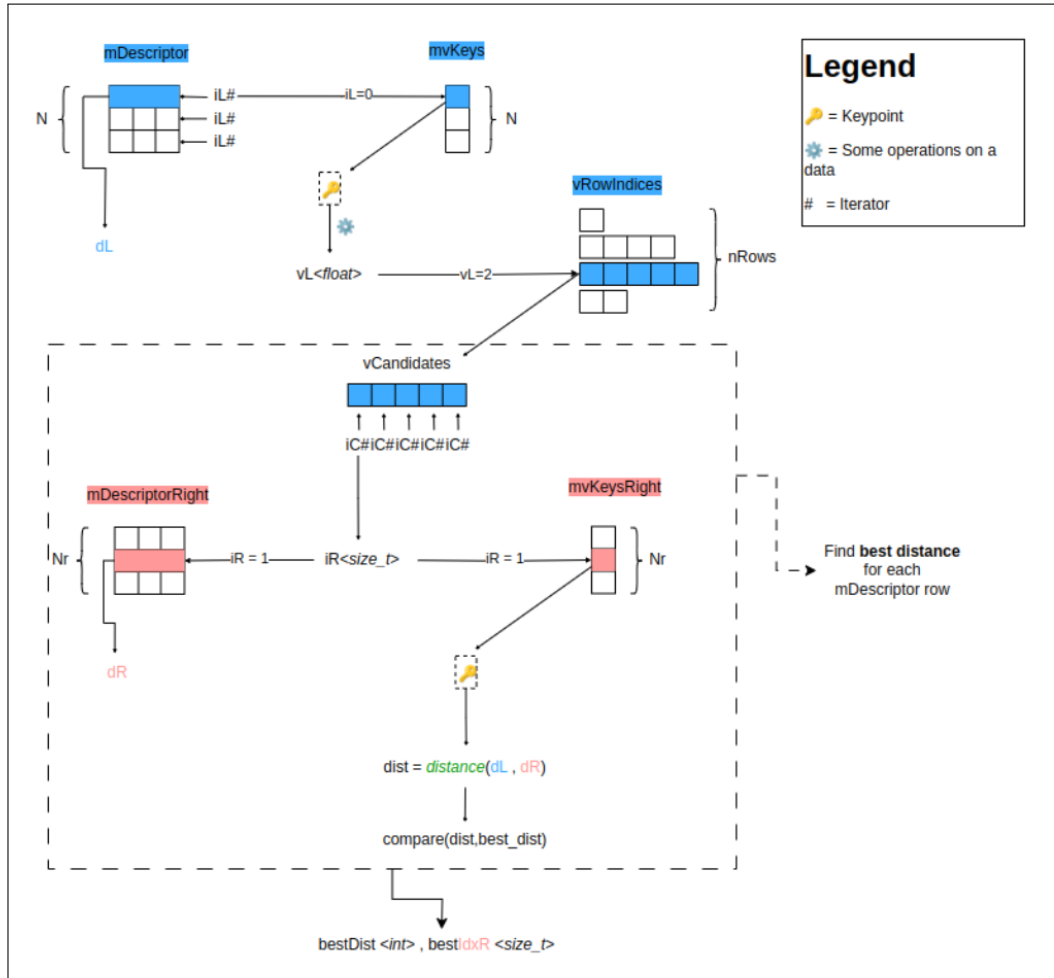 mDescriptor
mvKeys
Legend
🔑 = Keypoint
⚙️ = Some operations on a
data
# = Iterator
N
iL#
iL=0
iL#
iL#
N
vRowIndices
dL
vL<float>
vL=2
nRows
vCandidates
iC#iC#iC#iC#iC#
mDescriptorRight
mvKeysRight
Nr
iR = 1
iR<size_t>
iR = 1
Nr
Find best distance
for each
mDescriptor row
dR
dist = distance(dL , dR)
compare(dist,best_dist)
bestDist <int> , bestIdxR <size_t>